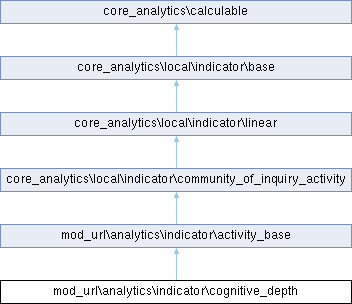 core_analytics\calculable
core_analytics\local\indicator\base
core_analytics\local\indicator\linear
core_analytics\local\indicator\community_of_inquiry_activity
mod_url\analytics\indicator\activity_base
mod_url\analytics\indicator\cognitive_depth